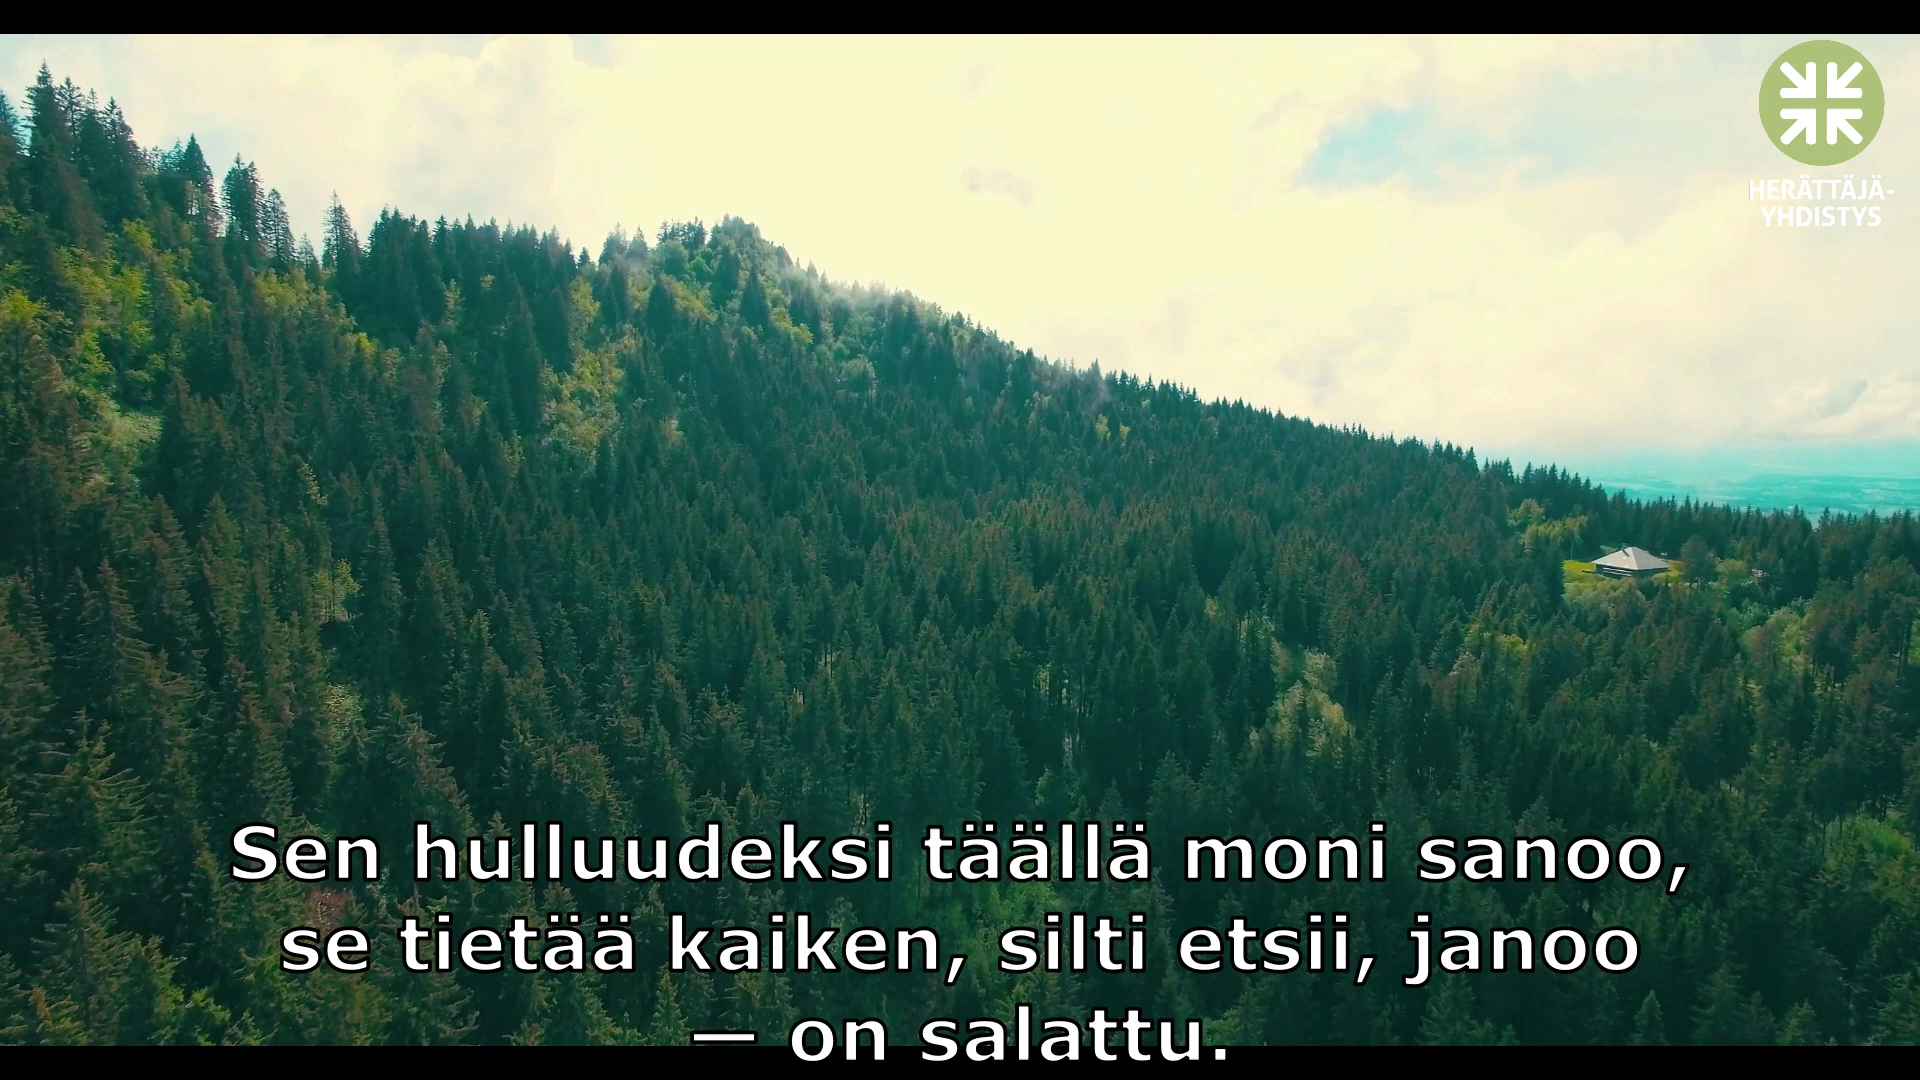 HERÄTTÄJÄ-
YHDISTYS
Sen hulluudeksi täällä moni sanoo,
se tietää kaiken, silti etsii, janoo
— on salattu.